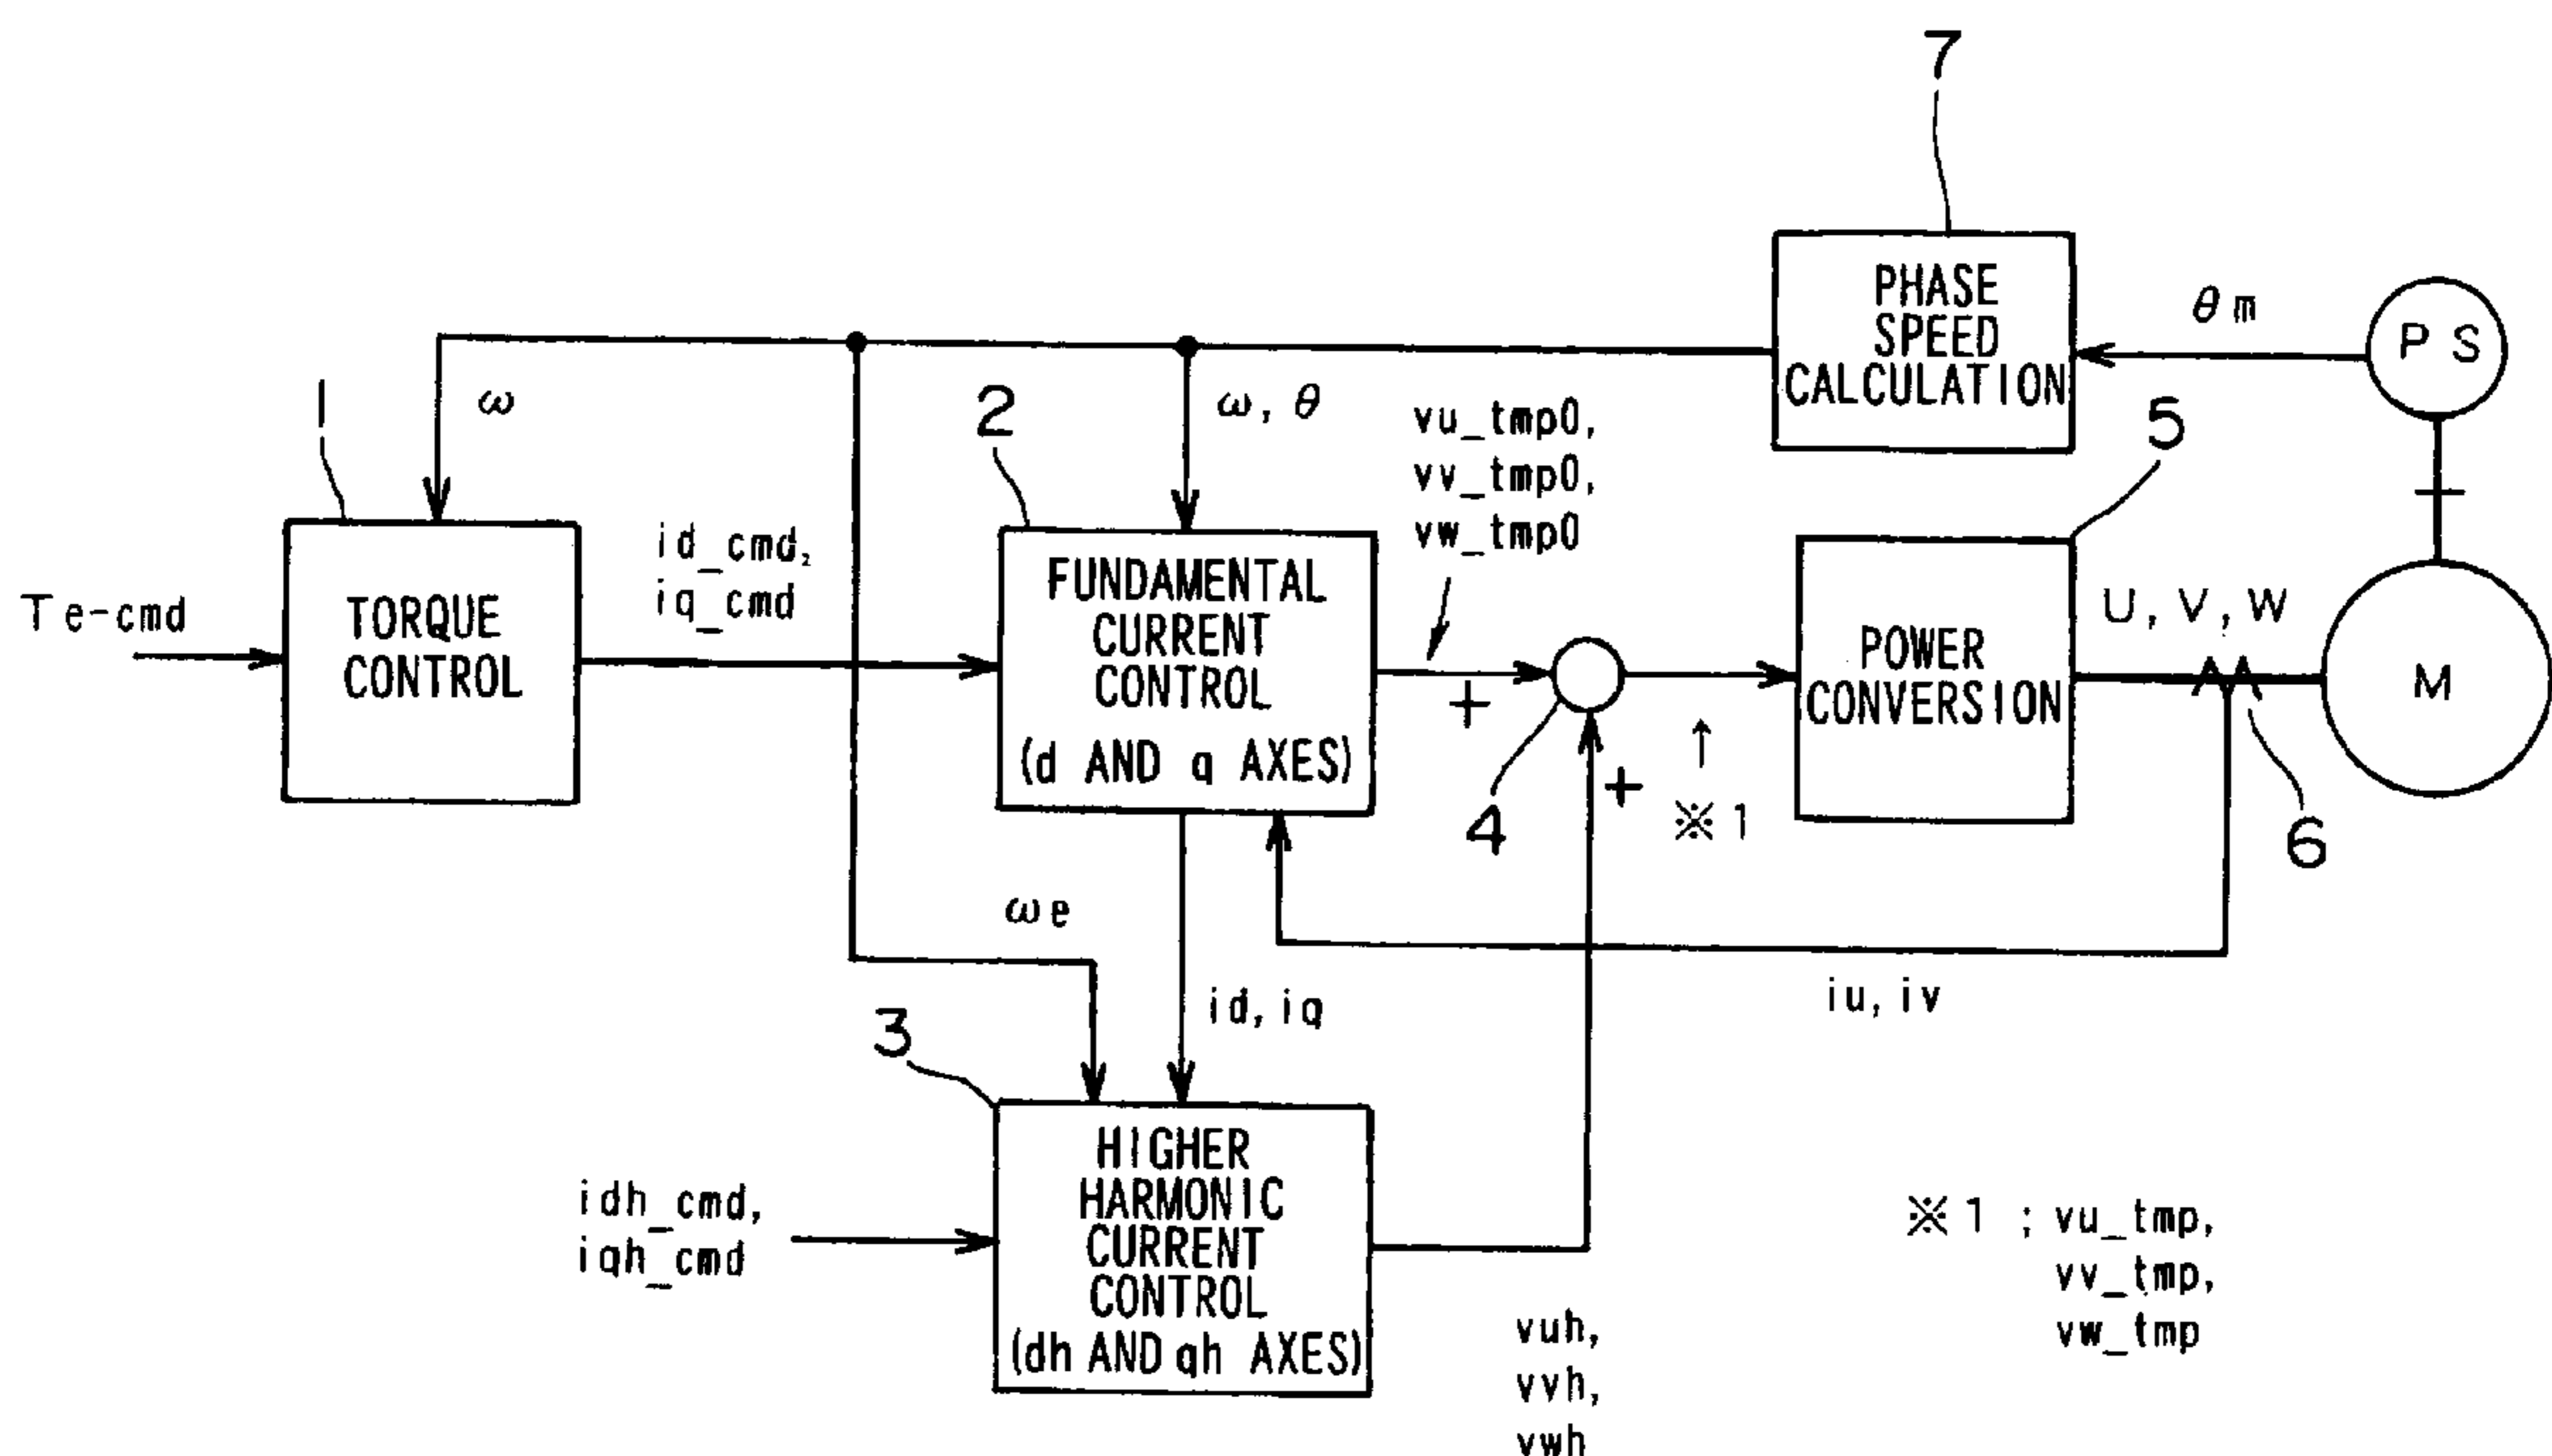 7
PHASE
SPEED
CALCULATION
θm
PS
ω
1
2
ω, θ
vu_tmp0,
vv_tmp0,
vw_tmp0
5
Te-cmd
TORQUE
CONTROL
id_cmd,
iq_cmd
FUNDAMENTAL
CURRENT
CONTROL
(d AND q AXES)
+
4
+
↑
※1
POWER
CONVERSION
U, V, W
M
6
ωe
id, iq
iu, iv
3
idh_cmd,
iqh_cmd
HIGHER
HARMONIC
CURRENT
CONTROL
(dh AND qh AXES)
vuh,
vvh,
vwh
※1 ; vu_tmp,
vv_tmp,
vw_tmp